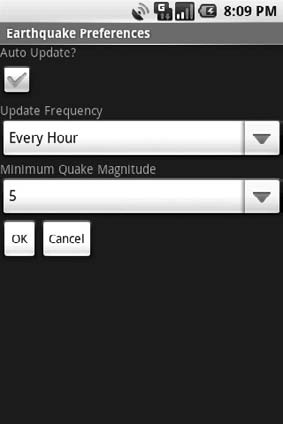 8:09 PM
Earthquake Preferences
Auto Update?
Update Frequency
Every Hour
Minimum Quake Magnitude
5
OK Cancel